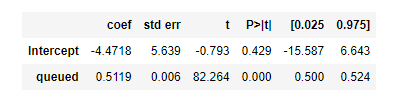 coef std err t P>|t| [0.025 0.975]
Intercept -4.4718 5.639 -0.793 0.429 -15.587 6.643
queued 0.5119 0.006 82.264 0.000 0.500 0.524